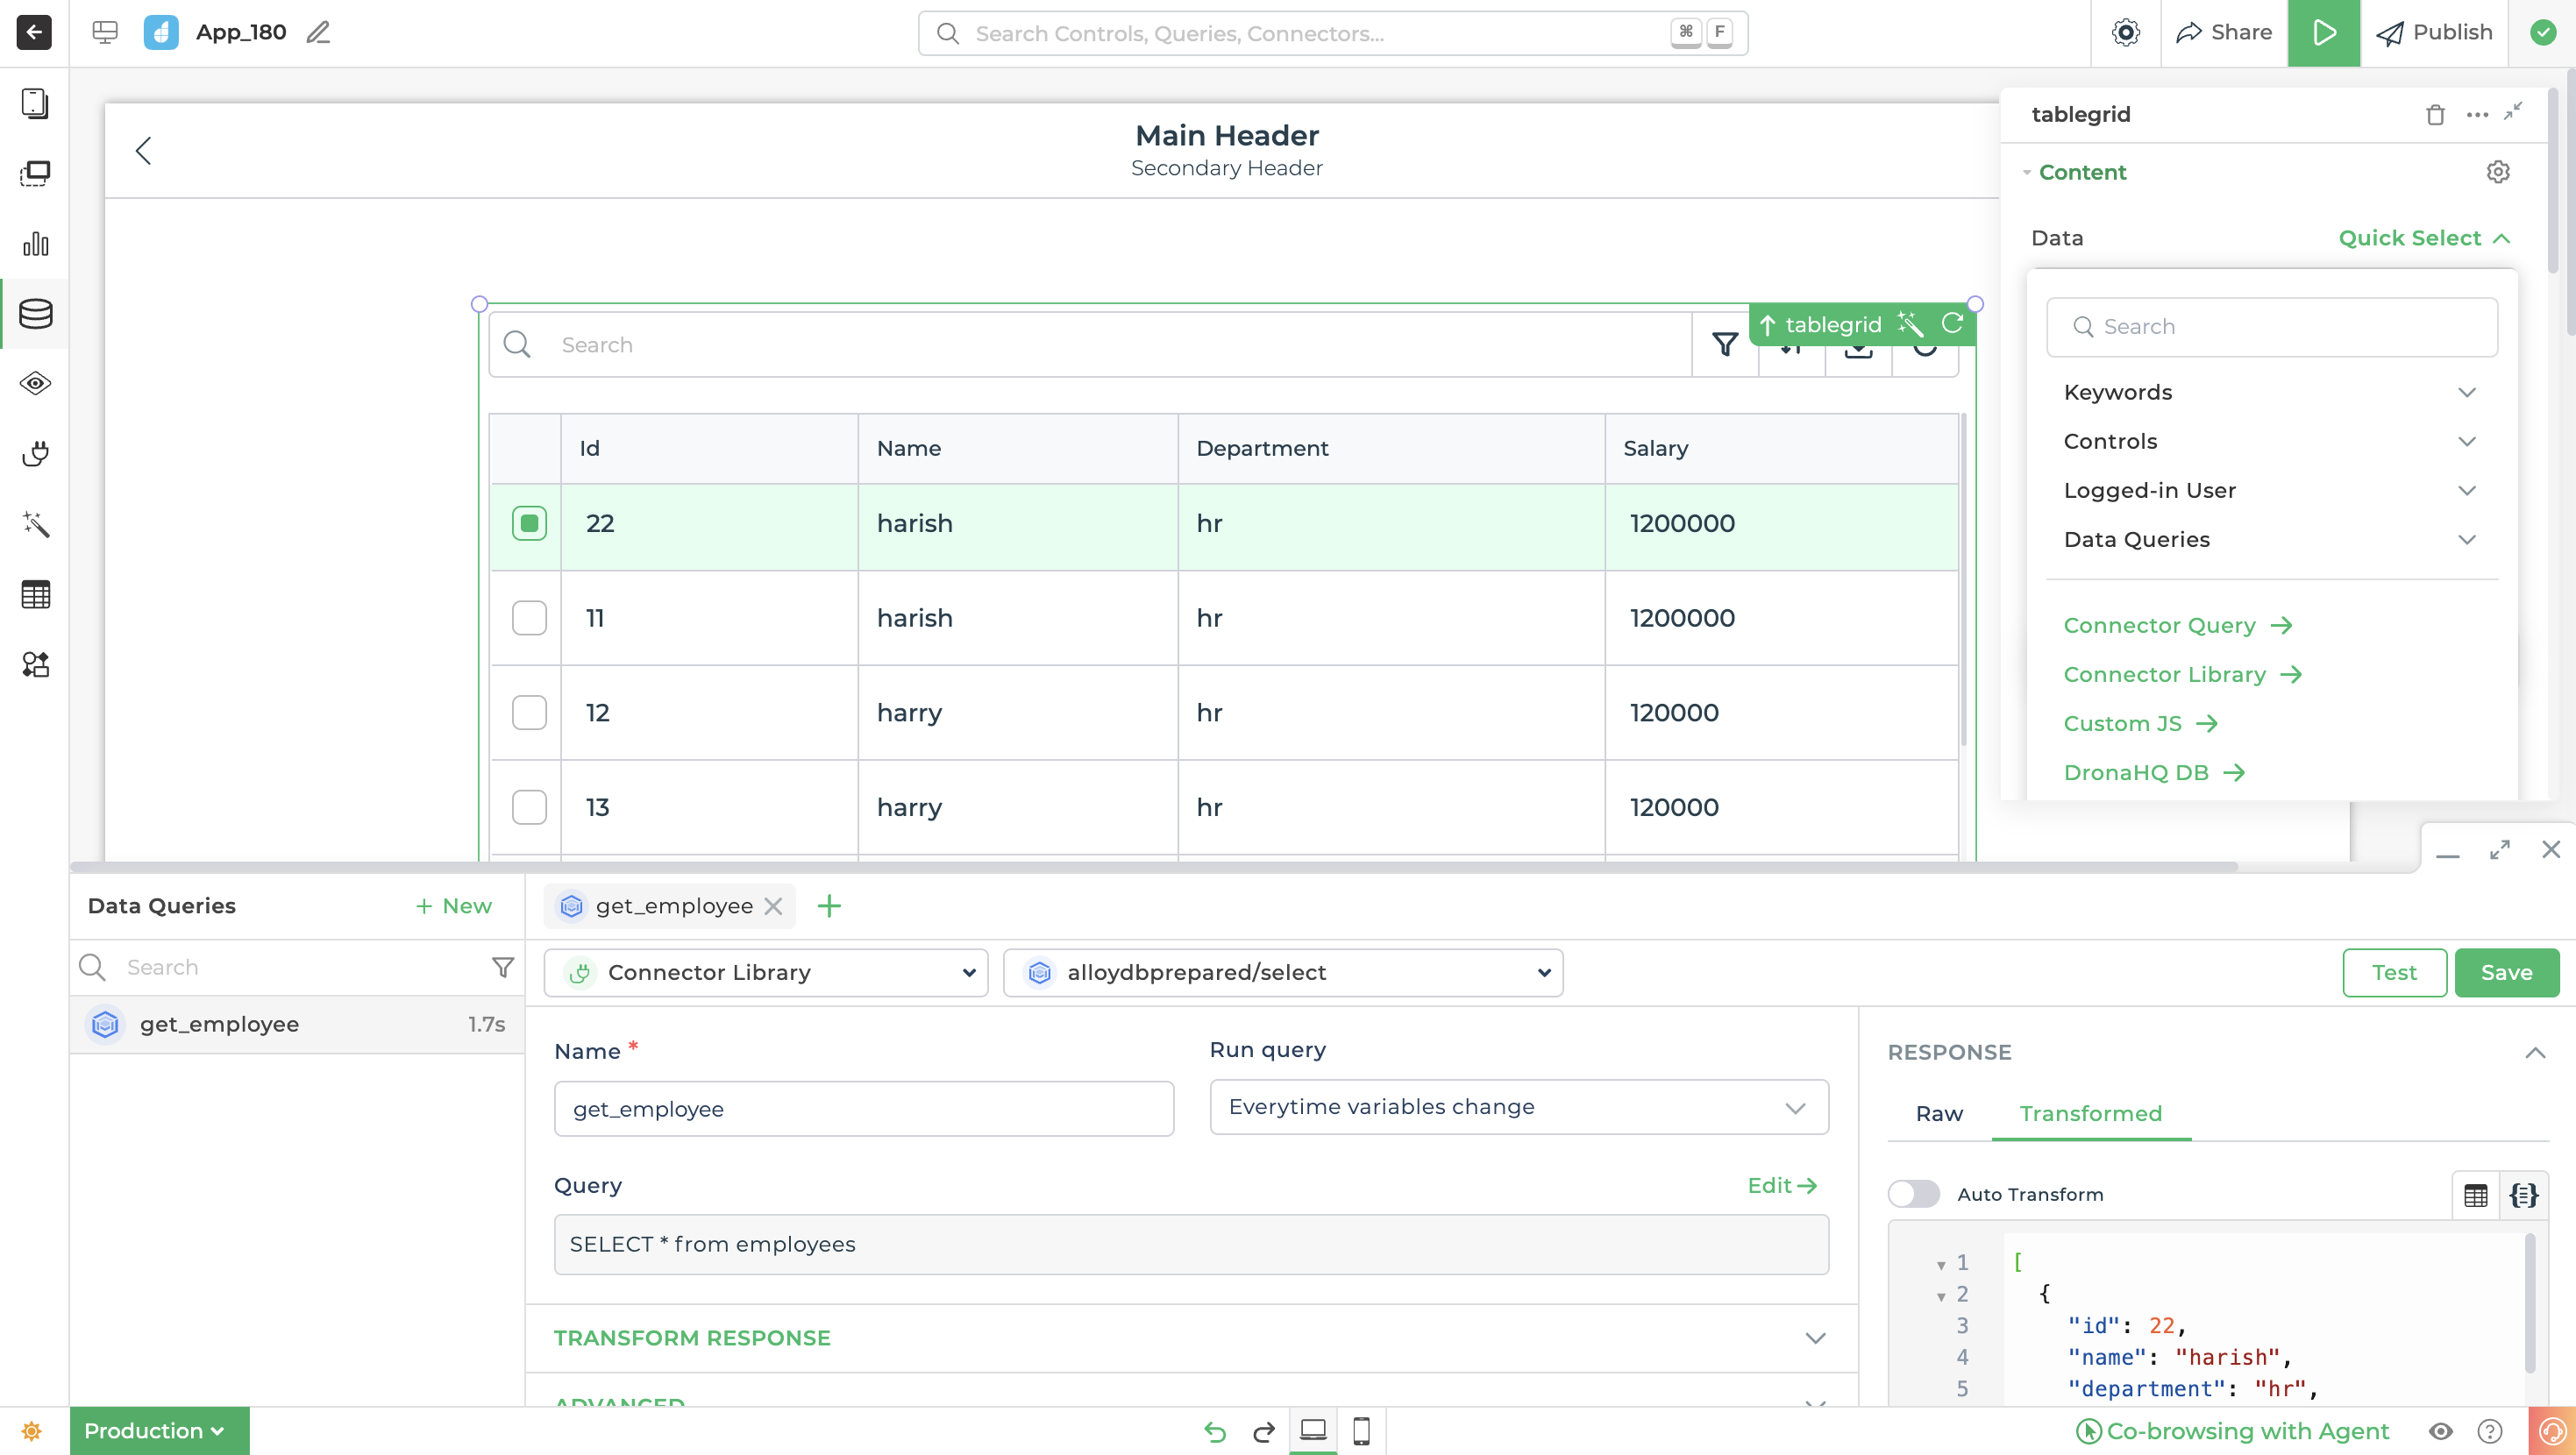 App_180
Search Controls, Queries, Connectors...
⌘ F
Share
Publish
Main Header
Secondary Header
tablegrid
Content
Data
Quick Select
Search
Keywords
Controls
Logged-in User
Data Queries
Connector Query
Connector Library
Custom JS
DronaHQ DB
Search
tablegrid
Id Name Department Salary
22 harish hr 1200000
11 harish hr 1200000
12 harry hr 120000
13 harry hr 120000
Data Queries
+ New
Search
get_employee 1.7s
get_employee
Connector Library
alloydbprepared/select
Test
Save
Name *
get_employee
Run query
Everytime variables change
Query
Edit
SELECT * from employees
TRANSFORM RESPONSE
ADVANCED
RESPONSE
Raw
Transformed
Auto Transform
1 [
2 {
3 "id": 22,
4 "name": "harish",
5 "department": "hr",
Production
Co-browsing with Agent